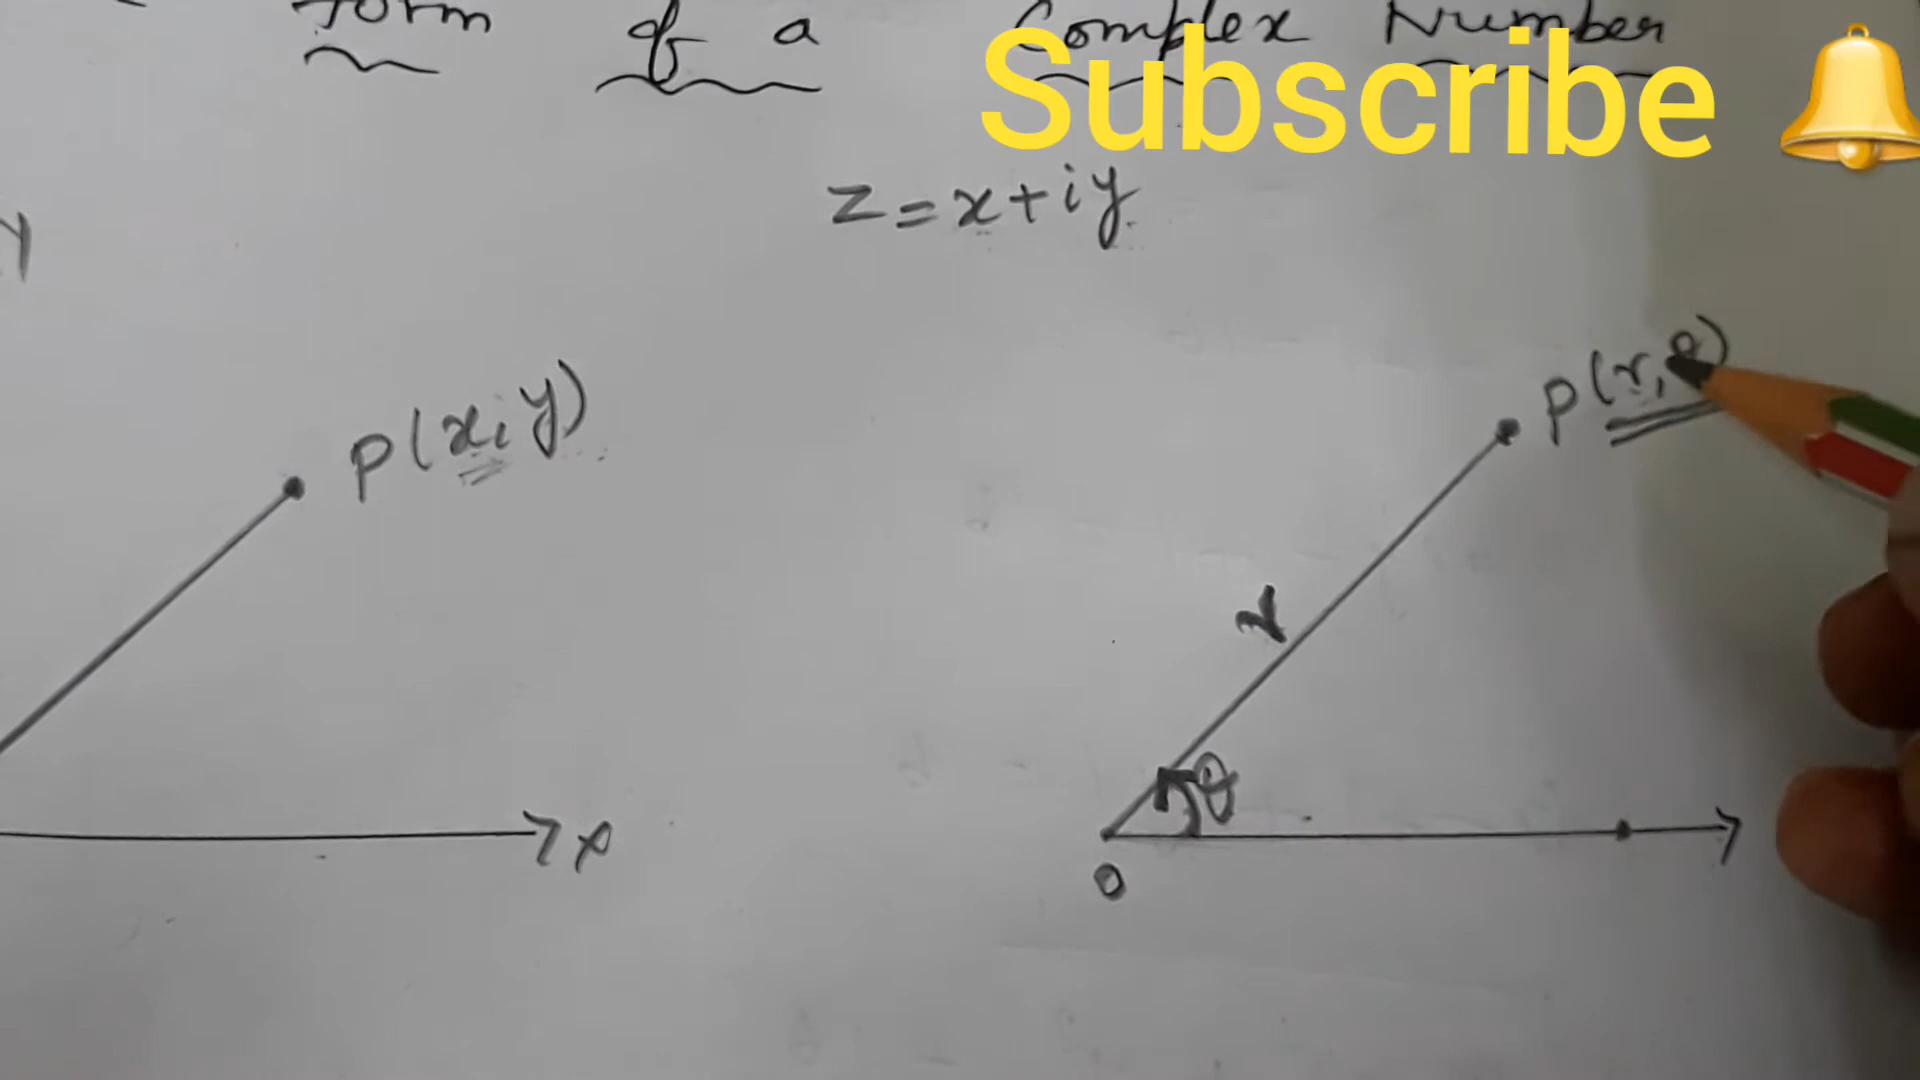 Form of a Complex Number
Subscribe
z = x + iy
y
P(x, y)
P(r, θ)
r
θ
x
O